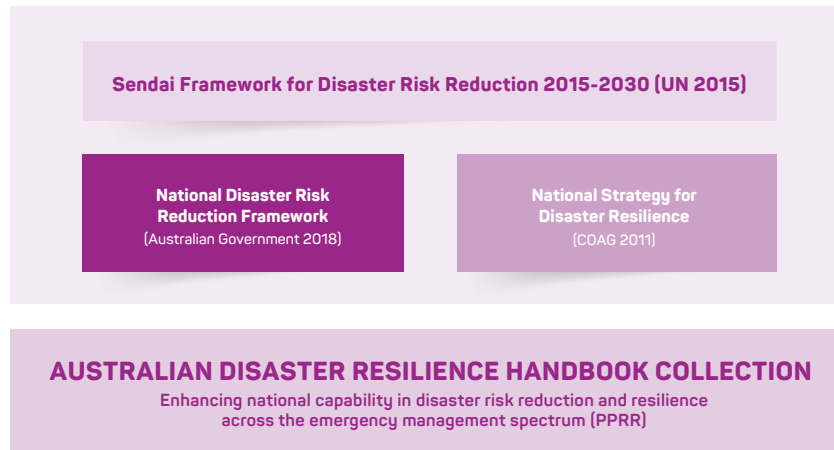 Sendai Framework for Disaster Risk Reduction 2015-2030 (UN 2015)
National Disaster Risk
Reduction Framework
(Australian Government 2018)
National Strategy for
Disaster Resilience
(COAG 2011)
AUSTRALIAN DISASTER RESILIENCE HANDBOOK COLLECTION
Enhancing national capability in disaster risk reduction and resilience
across the emergency management spectrum (PPRR)